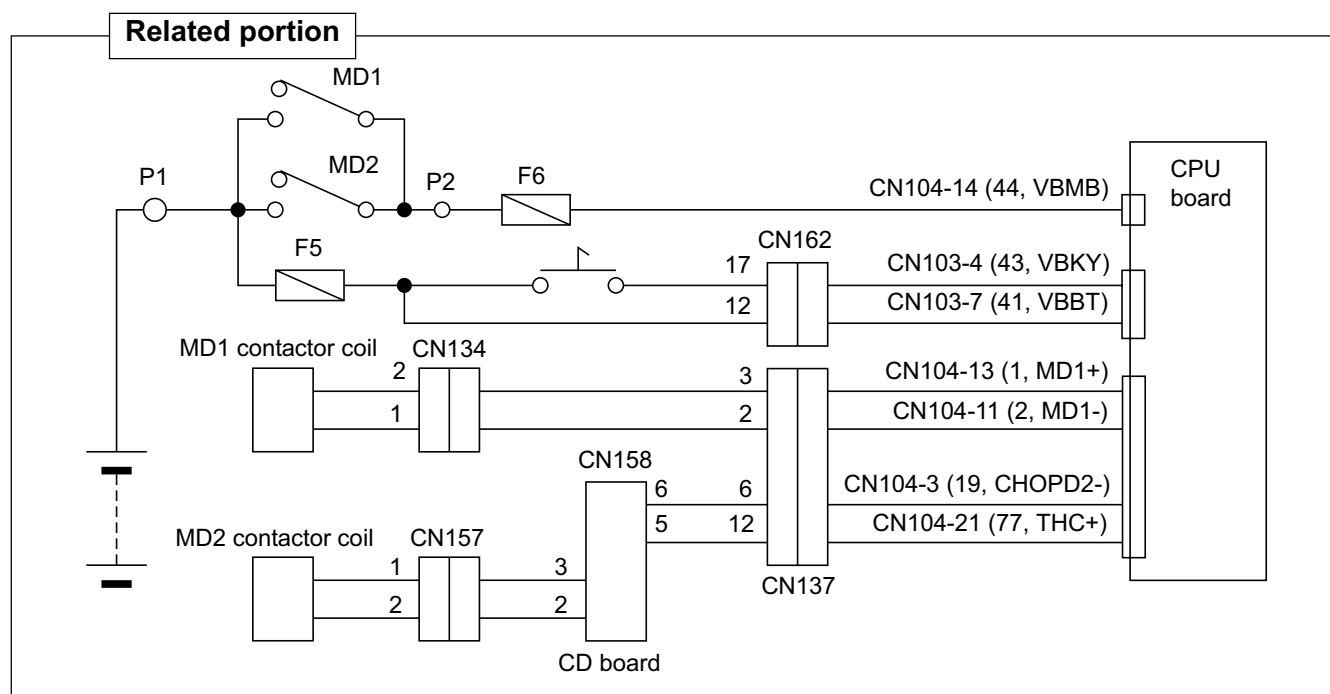 Related portion
MD1
MD2
P1
P2
F6
CN104-14 (44, VBMB)
CPU
board
F5
CN162
17
CN103-4 (43, VBKY)
12
CN103-7 (41, VBBT)
MD1 contactor coil
CN134
2
3
CN104-13 (1, MD1+)
1
2
CN104-11 (2, MD1-)
CN158
6
6
CN104-3 (19, CHOPD2-)
5
12
CN104-21 (77, THC+)
MD2 contactor coil
CN157
1
3
CN137
2
2
CD board